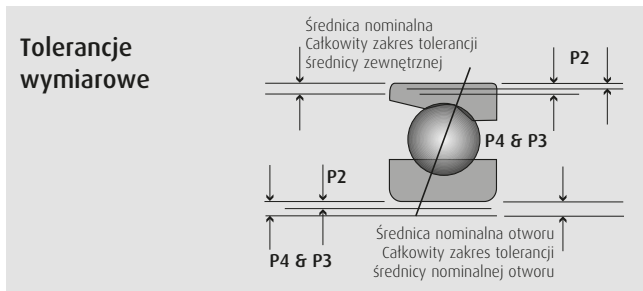 Tolerancje
wymiarowe
Średnica nominalna
Całkowity zakres tolerancji
średnicy zewnętrznej
P2
P4 & P3
P2
P4 & P3
Średnica nominalna otworu
Całkowity zakres tolerancji
średnicy nominalnej otworu